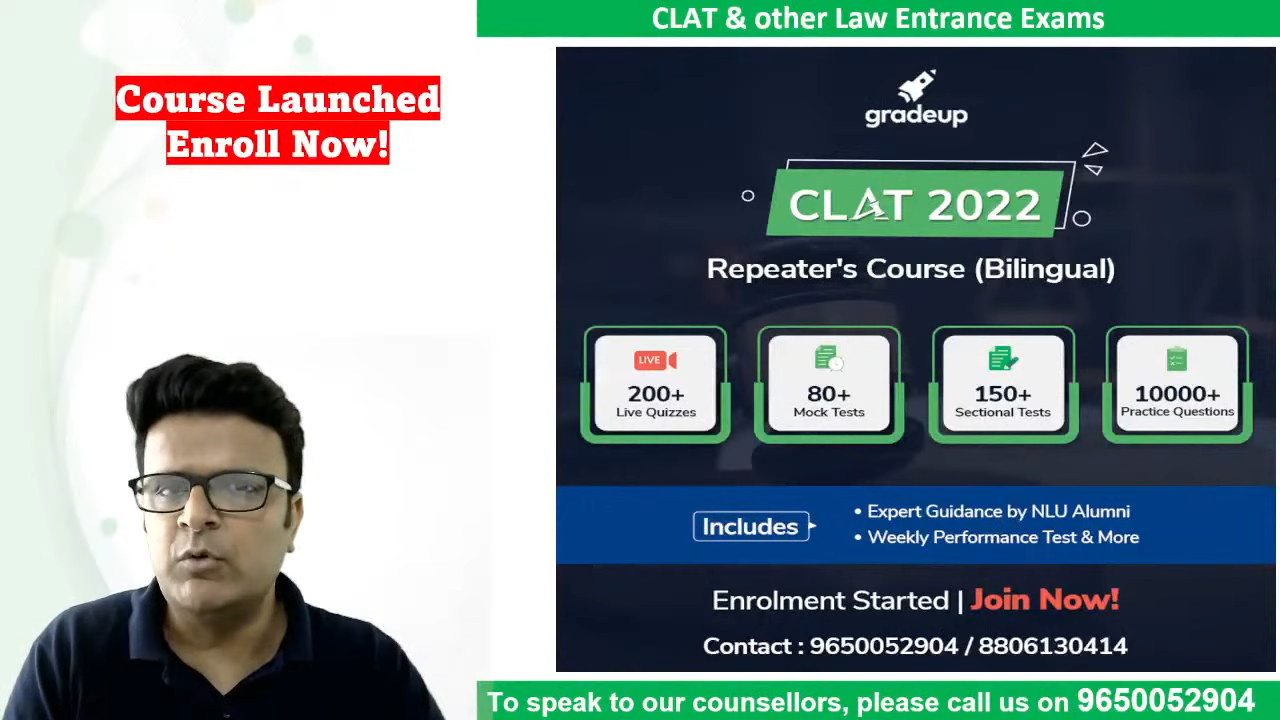 CLAT & other Law Entrance Exams
Course Launched
Enroll Now!
gradeup
CLAT 2022
Repeater's Course (Bilingual)
LIVE
200+
Live Quizzes
80+
Mock Tests
150+
Sectional Tests
10000+
Practice Questions
Includes
• Expert Guidance by NLU Alumni
• Weekly Performance Test & More
Enrolment Started | Join Now!
Contact : 9650052904 / 8806130414
To speak to our counsellors, please call us on 9650052904